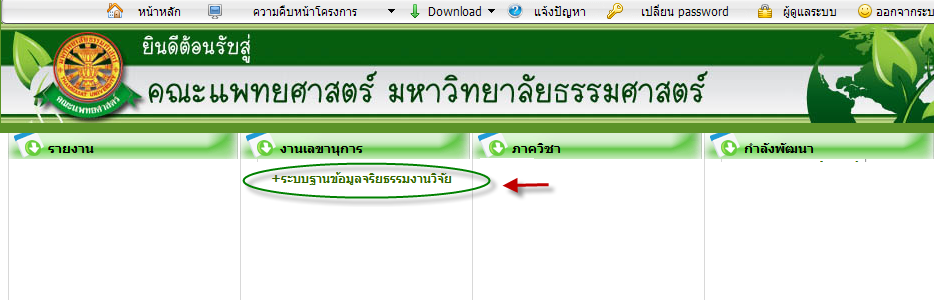 หน้าหลัก ความคืบหน้าโครงการ Download แจ้งปัญหา เปลี่ยน password ผู้ดูแลระบบ ออกจากระบ
ยินดีต้อนรับสู่
คณะแพทยศาสตร์ มหาวิทยาลัยธรรมศาสตร์
รายงาน งานเลขานุการ ภาควิชา กำลังพัฒนา
+ระบบฐานข้อมูลจริยธรรมงานวิจัย